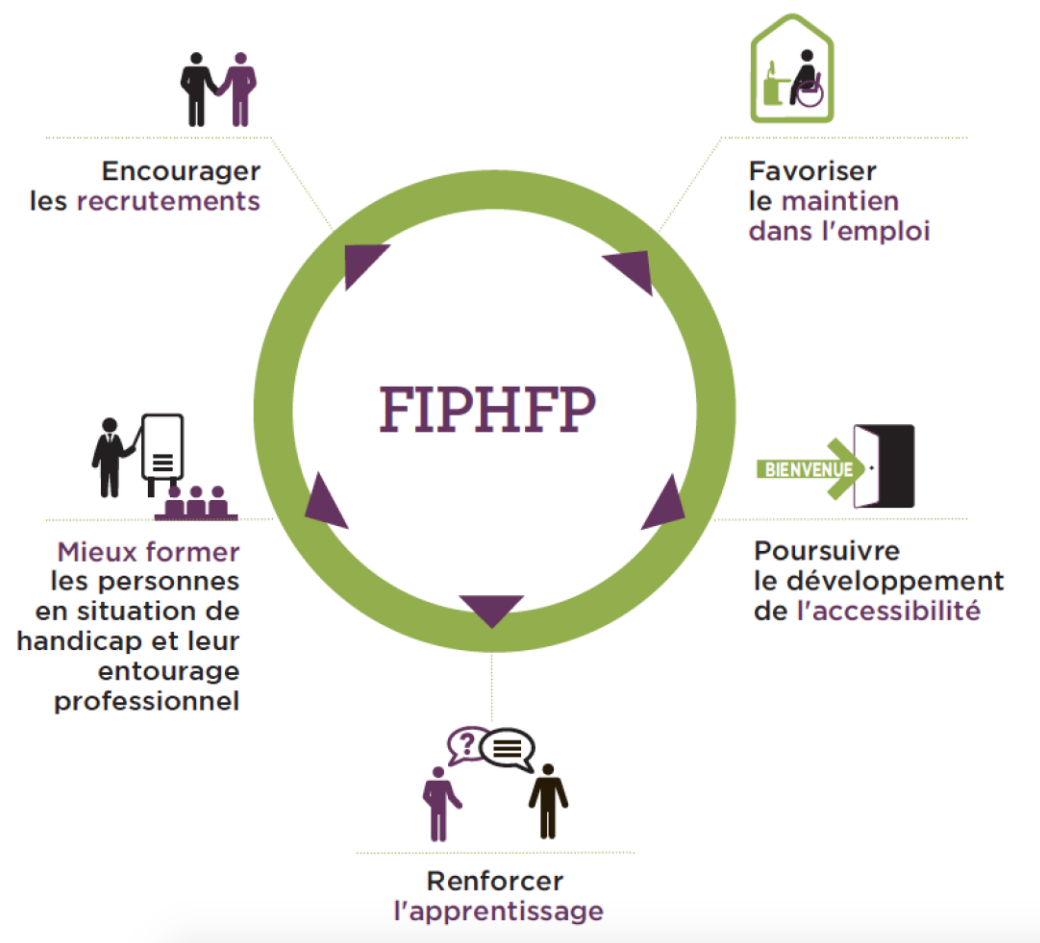 Encourager
les recrutements
Favoriser
le maintien
dans l'emploi
FIPHFP
Mieux former
les personnes
en situation de
handicap et leur
entourage
professionnel
BIENVENUE
Poursuivre
le développement
de l'accessibilité
?
Renforcer
l'apprentissage